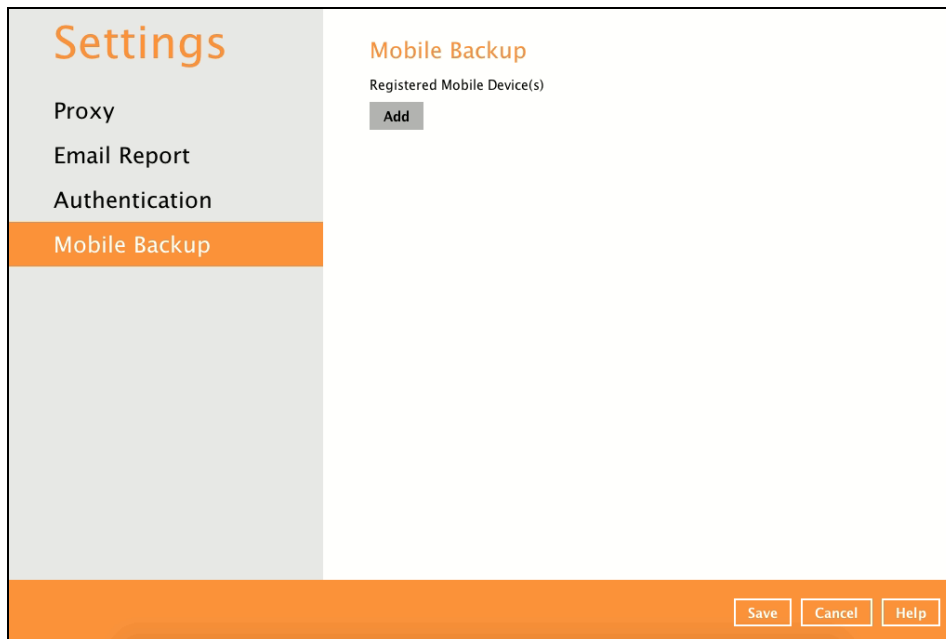 Settings
Proxy
Email Report
Authentication
Mobile Backup
Mobile Backup
Registered Mobile Device(s)
Add
Save Cancel Help